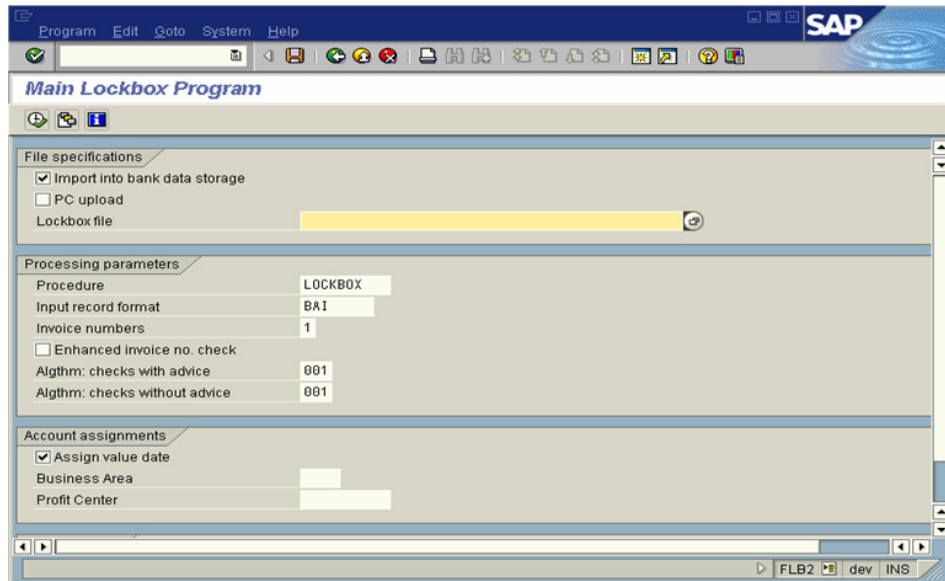 Program Edit Goto System Help
SAP
Main Lockbox Program
File specifications
Import into bank data storage
PC upload
Lockbox file
Processing parameters
Procedure LOCKBOX
Input record format BAI
Invoice numbers 1
Enhanced invoice no. check
Algthm: checks with advice 001
Algthm: checks without advice 001
Account assignments
Assign value date
Business Area
Profit Center
FLB2 dev INS